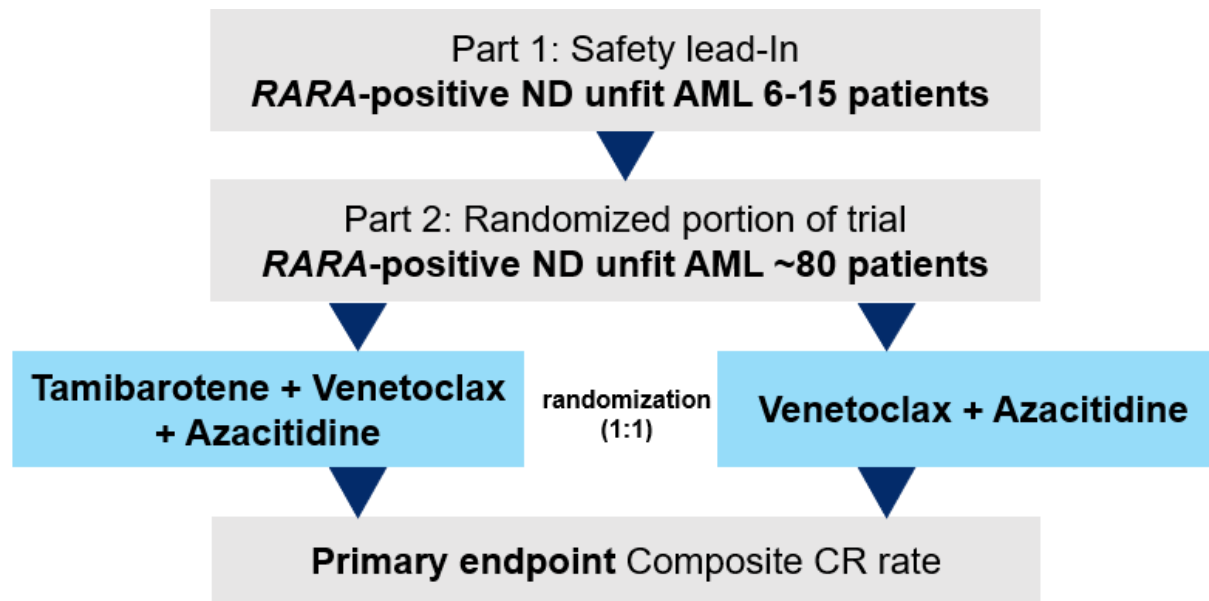 Part 1: Safety lead-In
RARA-positive ND unfit AML 6-15 patients
Part 2: Randomized portion of trial
RARA-positive ND unfit AML ~80 patients
Tamibarotene + Venetoclax
+ Azacitidine
randomization
(1:1)
Venetoclax + Azacitidine
Primary endpoint Composite CR rate